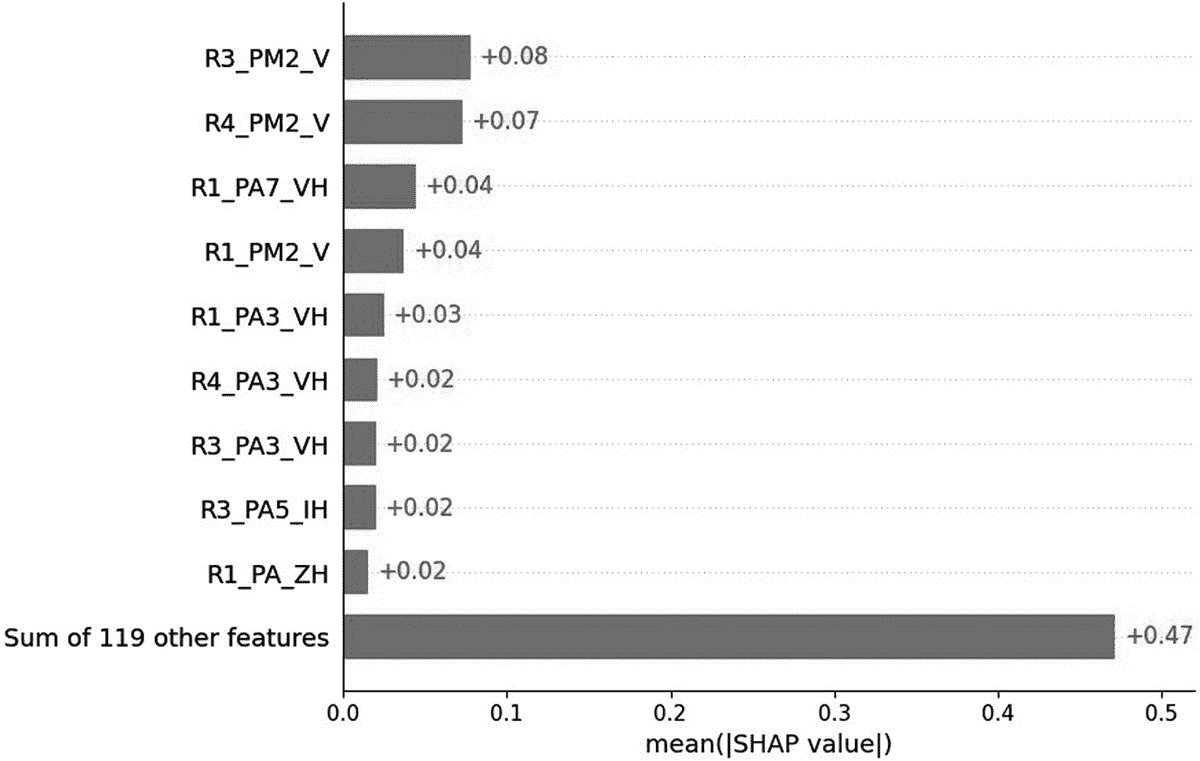 R3_PM2_V +0.08
R4_PM2_V +0.07
R1_PA7_VH +0.04
R1_PM2_V +0.04
R1_PA3_VH +0.03
R4_PA3_VH +0.02
R3_PA3_VH +0.02
R3_PA5_IH +0.02
R1_PA_ZH +0.02
Sum of 119 other features +0.47
0.0 0.1 0.2 0.3 0.4 0.5
mean(|SHAP value|)